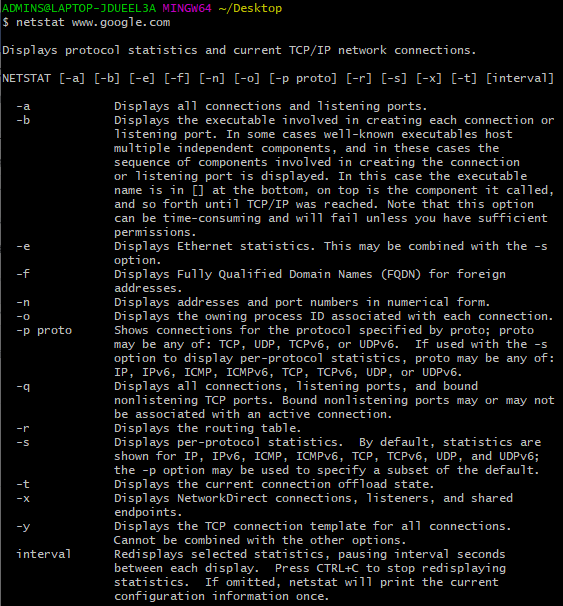 ADMINS@LAPTOP-JDUEEL3A MINGW64 ~/Desktop
$ netstat www.google.com
Displays protocol statistics and current TCP/IP network connections.
NETSTAT [-a] [-b] [-e] [-f] [-n] [-o] [-p proto] [-r] [-s] [-x] [-t] [interval]
-a Displays all connections and listening ports.
-b Displays the executable involved in creating each connection or
listening port. In some cases well-known executables host
multiple independent components, and in these cases the
sequence of components involved in creating the connection
or listening port is displayed. In this case the executable
name is in [] at the bottom, on top is the component it called,
and so forth until TCP/IP was reached. Note that this option
can be time-consuming and will fail unless you have sufficient
permissions.
-e Displays Ethernet statistics. This may be combined with the -s
option.
-f Displays Fully Qualified Domain Names (FQDN) for foreign
addresses.
-n Displays addresses and port numbers in numerical form.
-o Displays the owning process ID associated with each connection.
-p proto Shows connections for the protocol specified by proto; proto
may be any of: TCP, UDP, TCPv6, or UDPv6.  If used with the -s
option to display per-protocol statistics, proto may be any of:
IP, IPv6, ICMP, ICMPv6, TCP, TCPv6, UDP, or UDPv6.
-q Displays all connections, listening ports, and bound
nonlistening TCP ports. Bound nonlistening ports may or may not
be associated with an active connection.
-r Displays the routing table.
-s Displays per-protocol statistics.  By default, statistics are
shown for IP, IPv6, ICMP, ICMPv6, TCP, TCPv6, UDP, and UDPv6;
the -p option may be used to specify a subset of the default.
-t Displays the current connection offload state.
-x Displays NetworkDirect connections, listeners, and shared
endpoints.
-y Displays the TCP connection template for all connections.
Cannot be combined with the other options.
interval Redisplays selected statistics, pausing interval seconds
between each display.  Press CTRL+C to stop redisplaying
statistics.  If omitted, netstat will print the current
configuration information once.